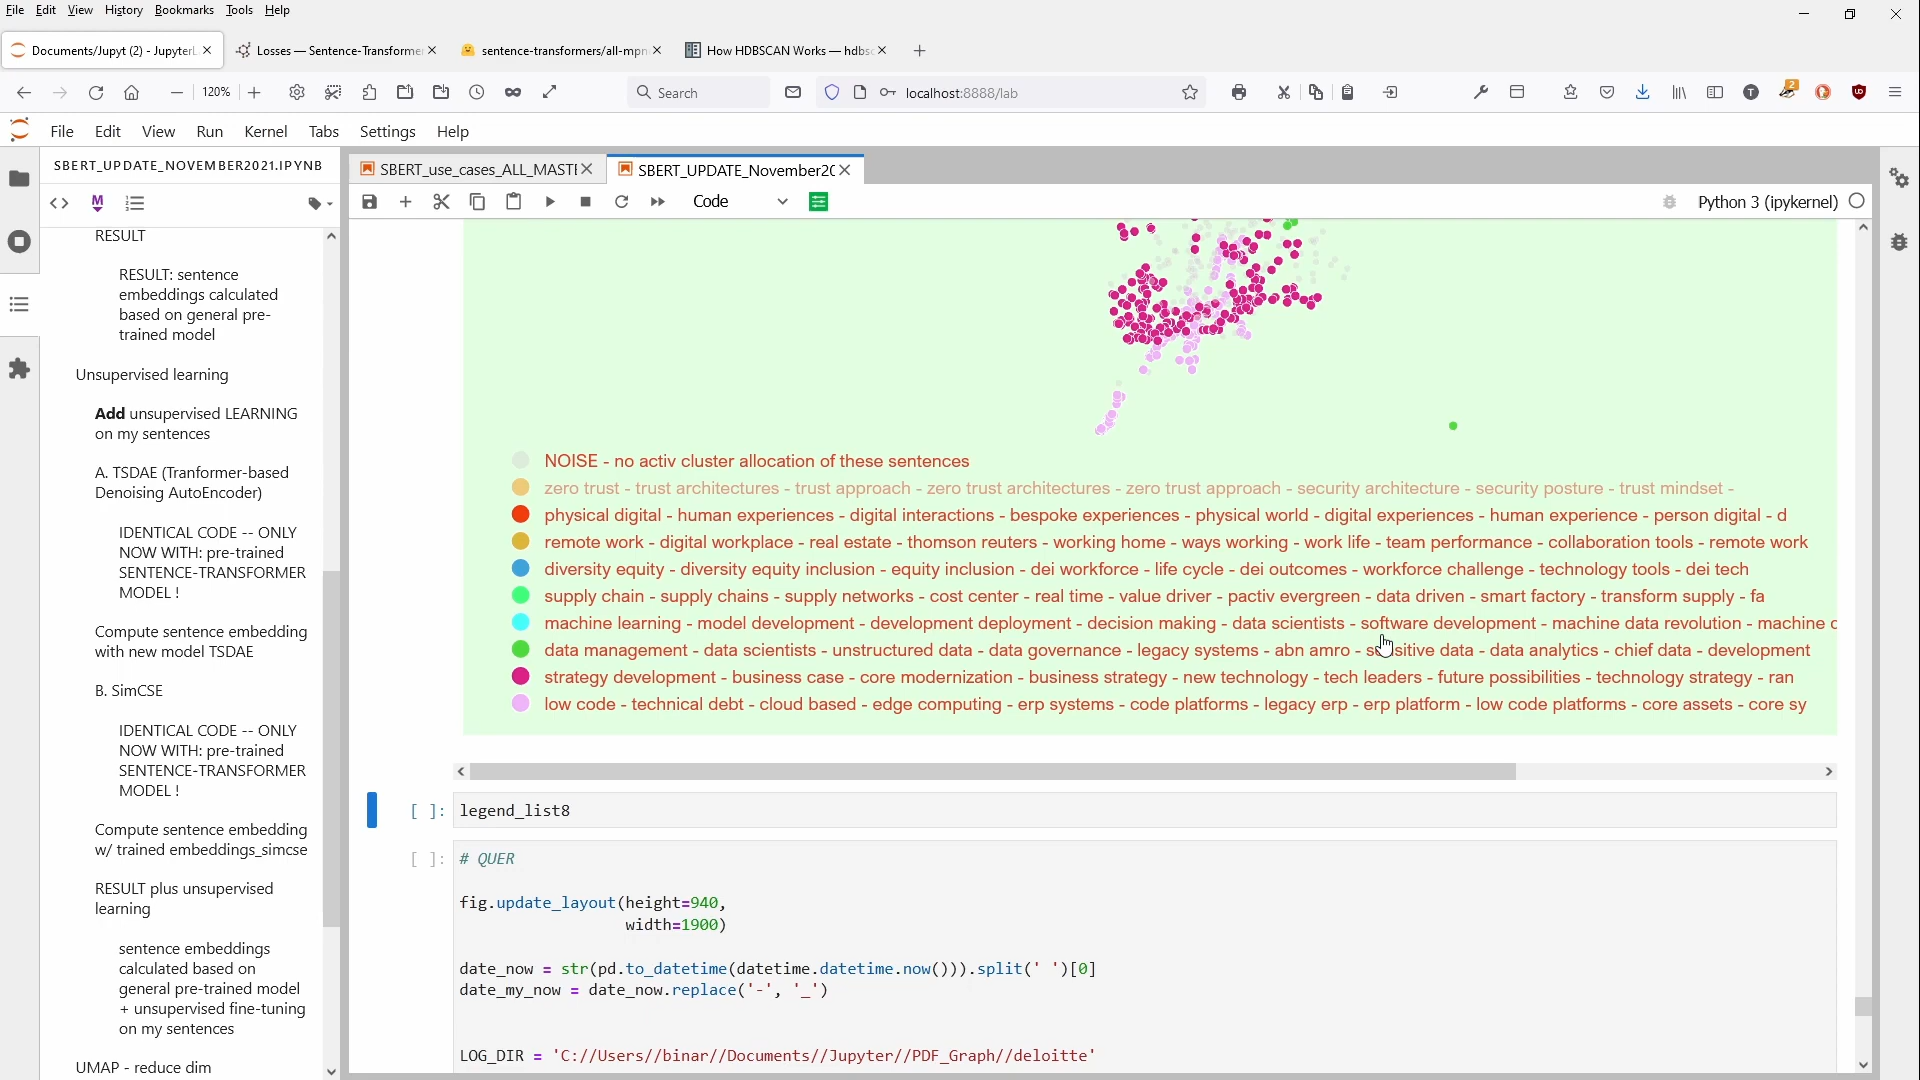 File Edit View History Bookmarks Tools Help
Documents/Jupyt (2) - JupyterL
Losses — Sentence-Transformer
sentence-transformers/all-mpn
How HDBSCAN Works — hdbsc
120%
Search
localhost:8888/lab
2
File Edit View Run Kernel Tabs Settings Help
SBERT_UPDATE_NOVEMBER2021.IPYNB
SBERT_use_cases_ALL_MASTE
SBERT_UPDATE_November20
Code
Python 3 (ipykernel)
RESULT
RESULT: sentence
embeddings calculated
based on general pre-
trained model
Unsupervised learning
Add unsupervised LEARNING
on my sentences
A. TSDAE (Tranformer-based
Denoising AutoEncoder)
IDENTICAL CODE -- ONLY
NOW WITH: pre-trained
SENTENCE-TRANSFORMER
MODEL !
Compute sentence embedding
with new model TSDAE
B. SimCSE
IDENTICAL CODE -- ONLY
NOW WITH: pre-trained
SENTENCE-TRANSFORMER
MODEL !
Compute sentence embedding
w/ trained embeddings_simcse
RESULT plus unsupervised
learning
sentence embeddings
calculated based on
general pre-trained model
+ unsupervised fine-tuning
on my sentences
UMAP - reduce dim
NOISE - no activ cluster allocation of these sentences
zero trust - trust architectures - trust approach - zero trust architectures - zero trust approach - security architecture - security posture - trust mindset -
physical digital - human experiences - digital interactions - bespoke experiences - physical world - digital experiences - human experience - person digital - d
remote work - digital workplace - real estate - thomson reuters - working home - ways working - work life - team performance - collaboration tools - remote work
diversity equity - diversity equity inclusion - equity inclusion - dei workforce - life cycle - dei outcomes - workforce challenge - technology tools - dei tech
supply chain - supply chains - supply networks - cost center - real time - value driver - pactiv evergreen - data driven - smart factory - transform supply - fa
machine learning - model development - development deployment - decision making - data scientists - software development - machine data revolution - machine c
data management - data scientists - unstructured data - data governance - legacy systems - abn amro - sensitive data - data analytics - chief data - development
strategy development - business case - core modernization - business strategy - new technology - tech leaders - future possibilities - technology strategy - ran
low code - technical debt - cloud based - edge computing - erp systems - code platforms - legacy erp - erp platform - low code platforms - core assets - core sy
[ ]: legend_list8
[ ]: # QUER
fig.update_layout(height=940,
width=1900)
date_now = str(pd.to_datetime(datetime.datetime.now())).split(' ')[0]
date_my_now = date_now.replace('-', '_')
LOG_DIR = 'C://Users//binar//Documents//Jupyter//PDF_Graph//deloitte'